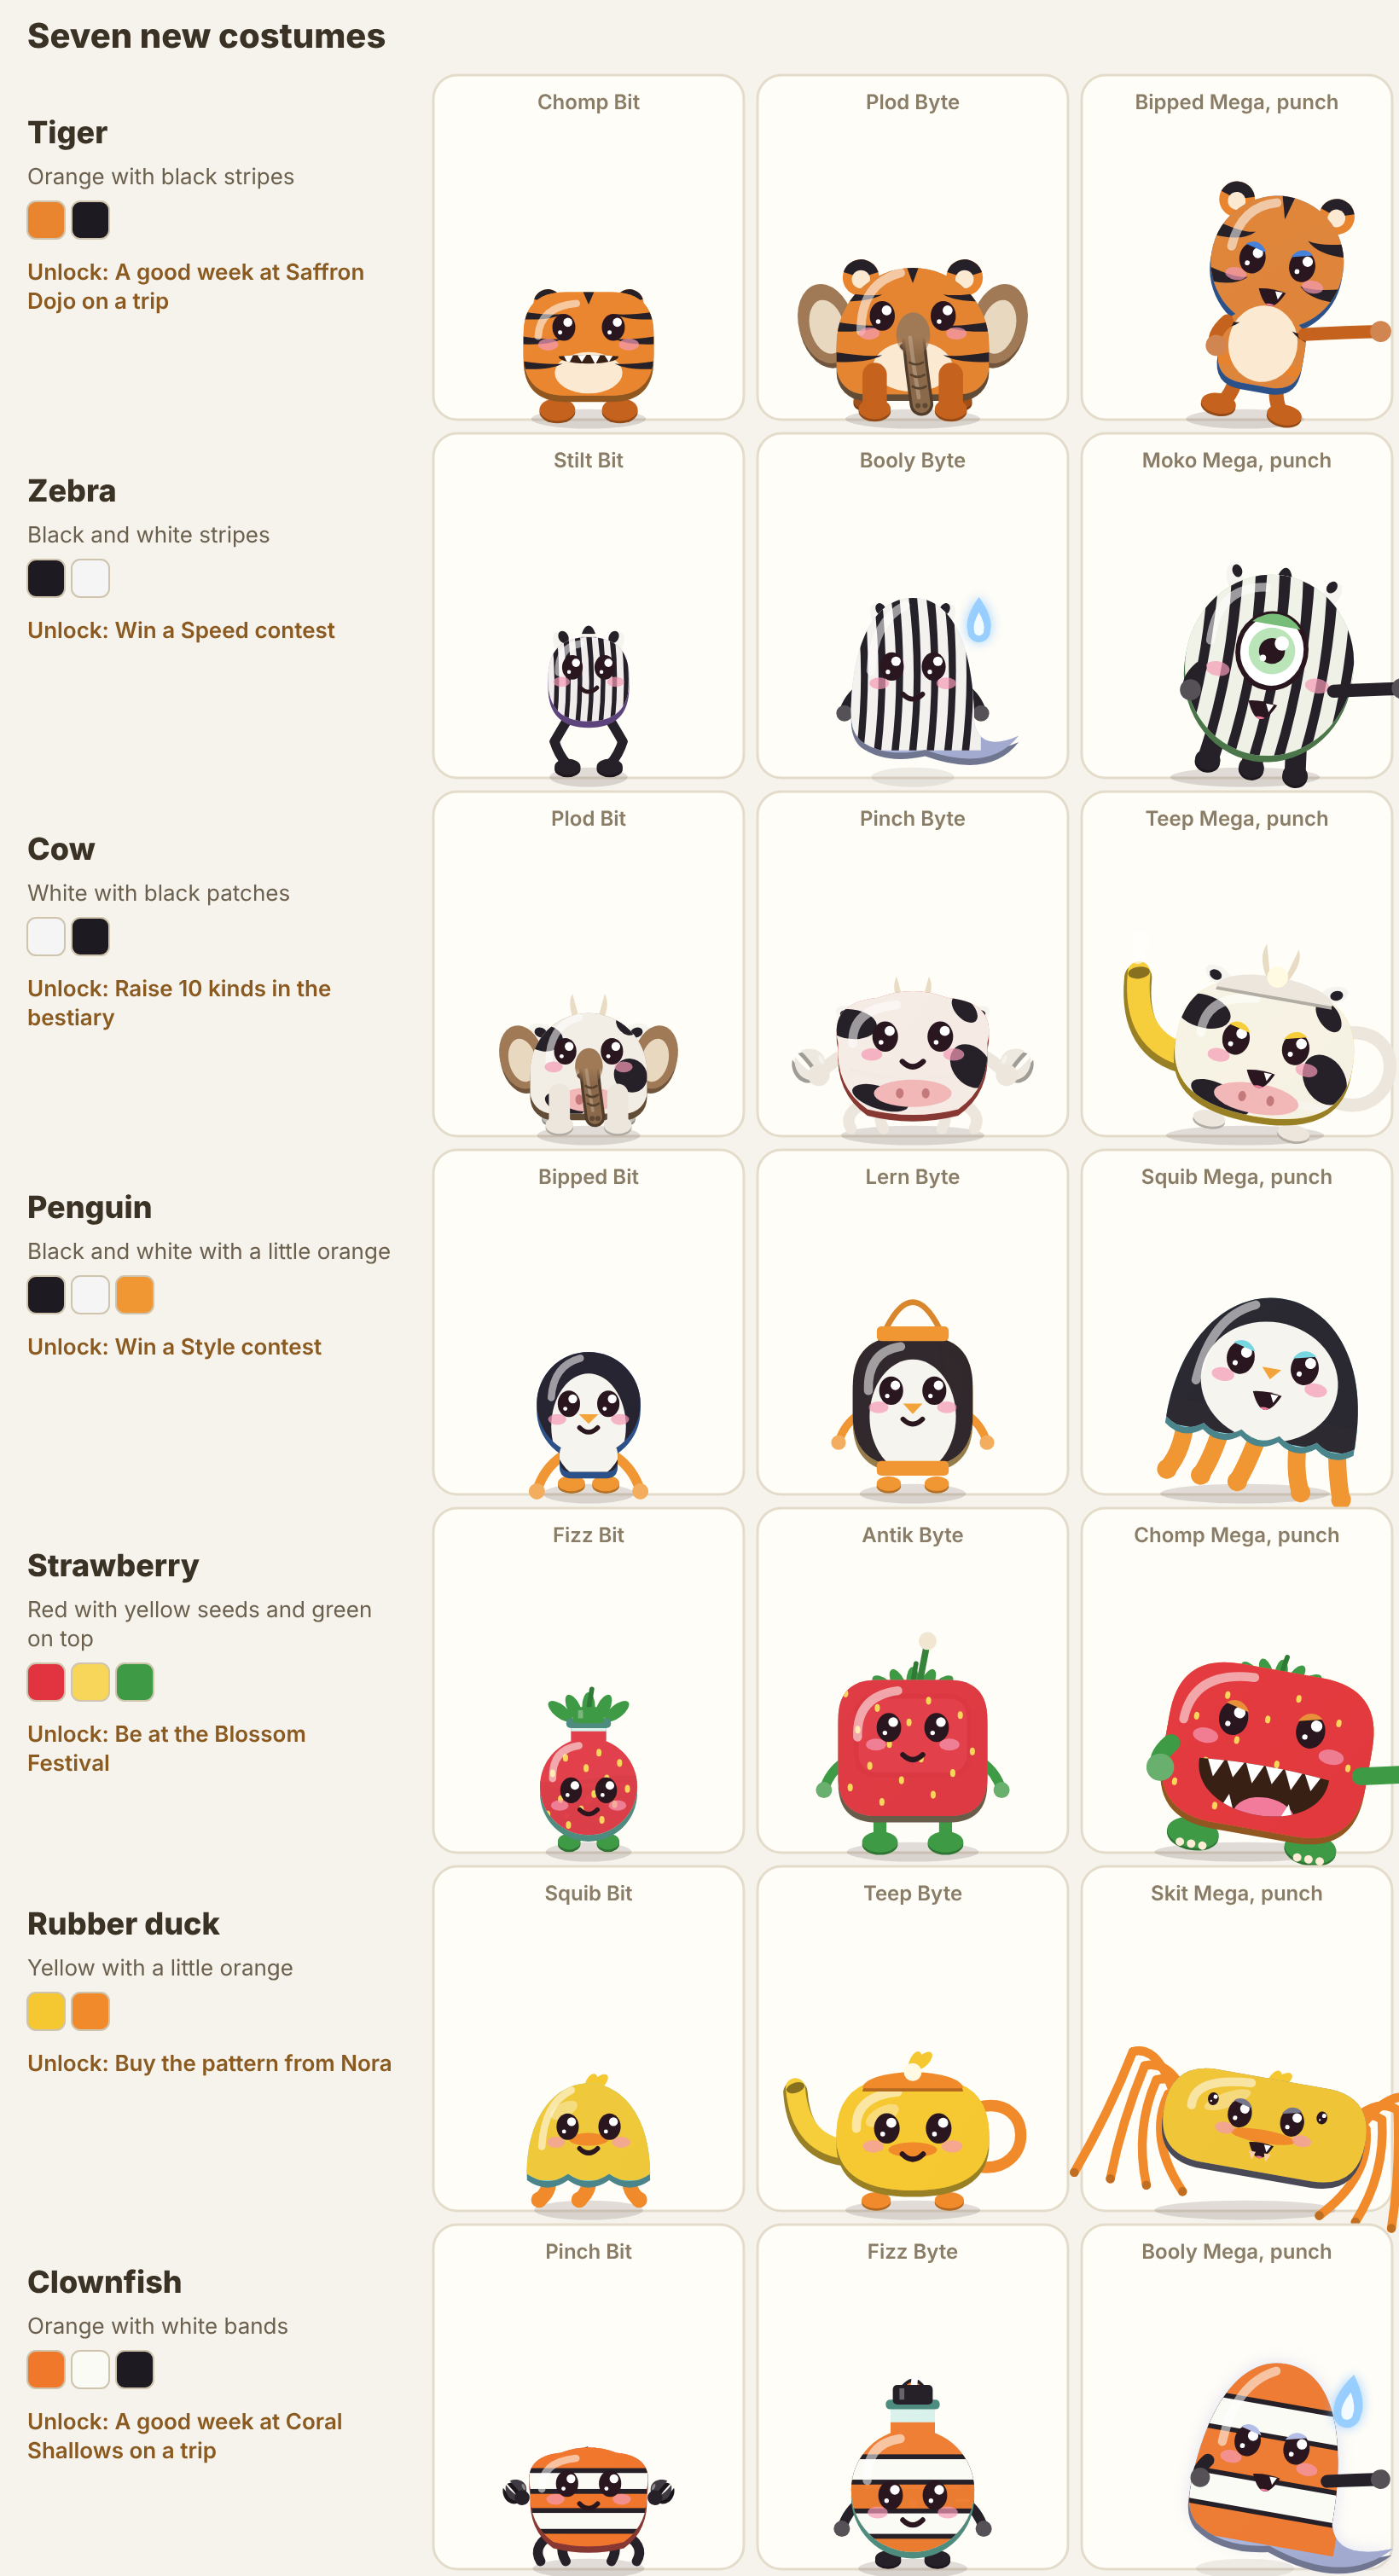 Seven new costumes
Tiger
Orange with black stripes
Unlock: A good week at Saffron
Dojo on a trip
Chomp Bit
Plod Byte
Bipped Mega, punch
Zebra
Black and white stripes
Unlock: Win a Speed contest
Stilt Bit
Booly Byte
Moko Mega, punch
Cow
White with black patches
Unlock: Raise 10 kinds in the
bestiary
Plod Bit
Pinch Byte
Teep Mega, punch
Penguin
Black and white with a little orange
Unlock: Win a Style contest
Bipped Bit
Lern Byte
Squib Mega, punch
Strawberry
Red with yellow seeds and green
on top
Unlock: Be at the Blossom
Festival
Fizz Bit
Antik Byte
Chomp Mega, punch
Rubber duck
Yellow with a little orange
Unlock: Buy the pattern from Nora
Squib Bit
Teep Byte
Skit Mega, punch
Clownfish
Orange with white bands
Unlock: A good week at Coral
Shallows on a trip
Pinch Bit
Fizz Byte
Booly Mega, punch